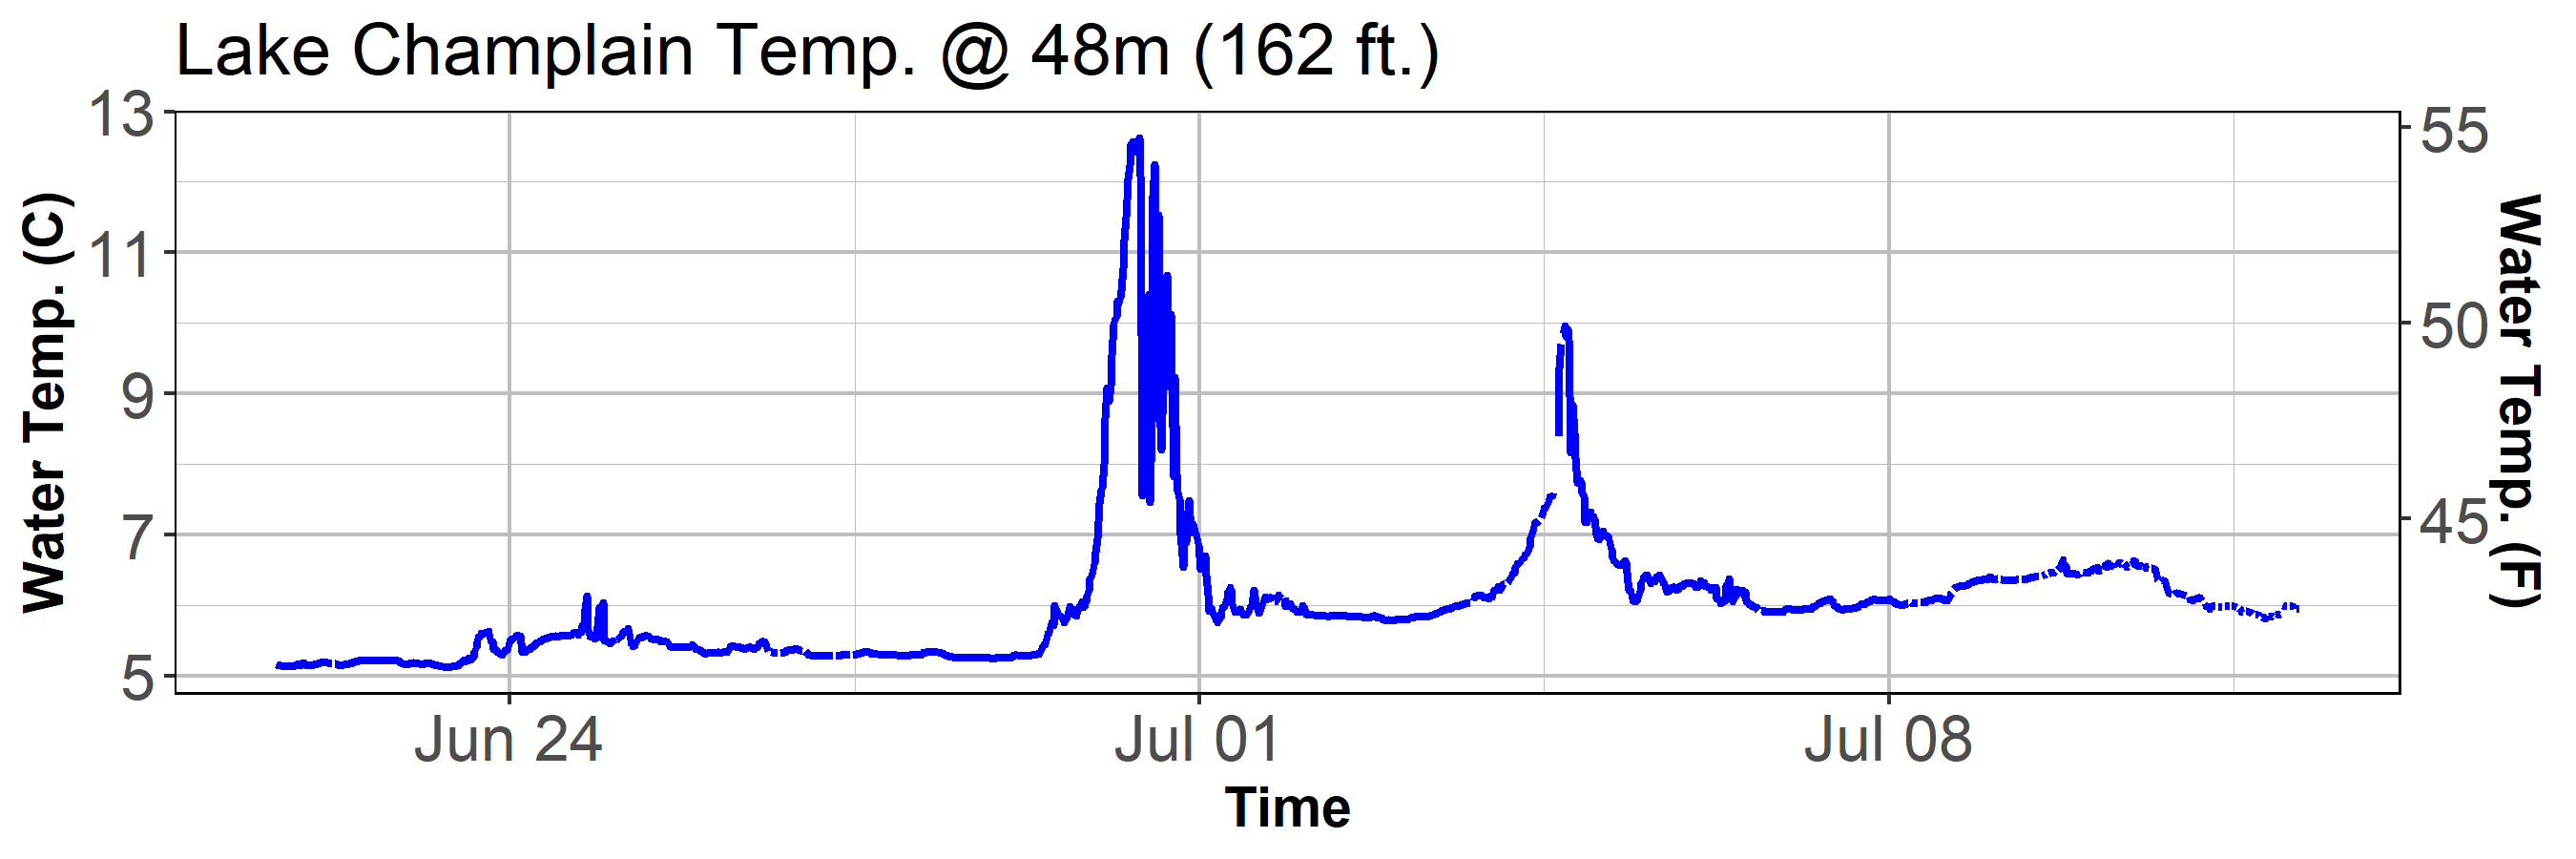 Lake Champlain Temp. @ 48m (162 ft.)
Water Temp. (C)
13
11
9
7
5
55
50
45
Water Temp. (F)
Jun 24
Jul 01
Jul 08
Time